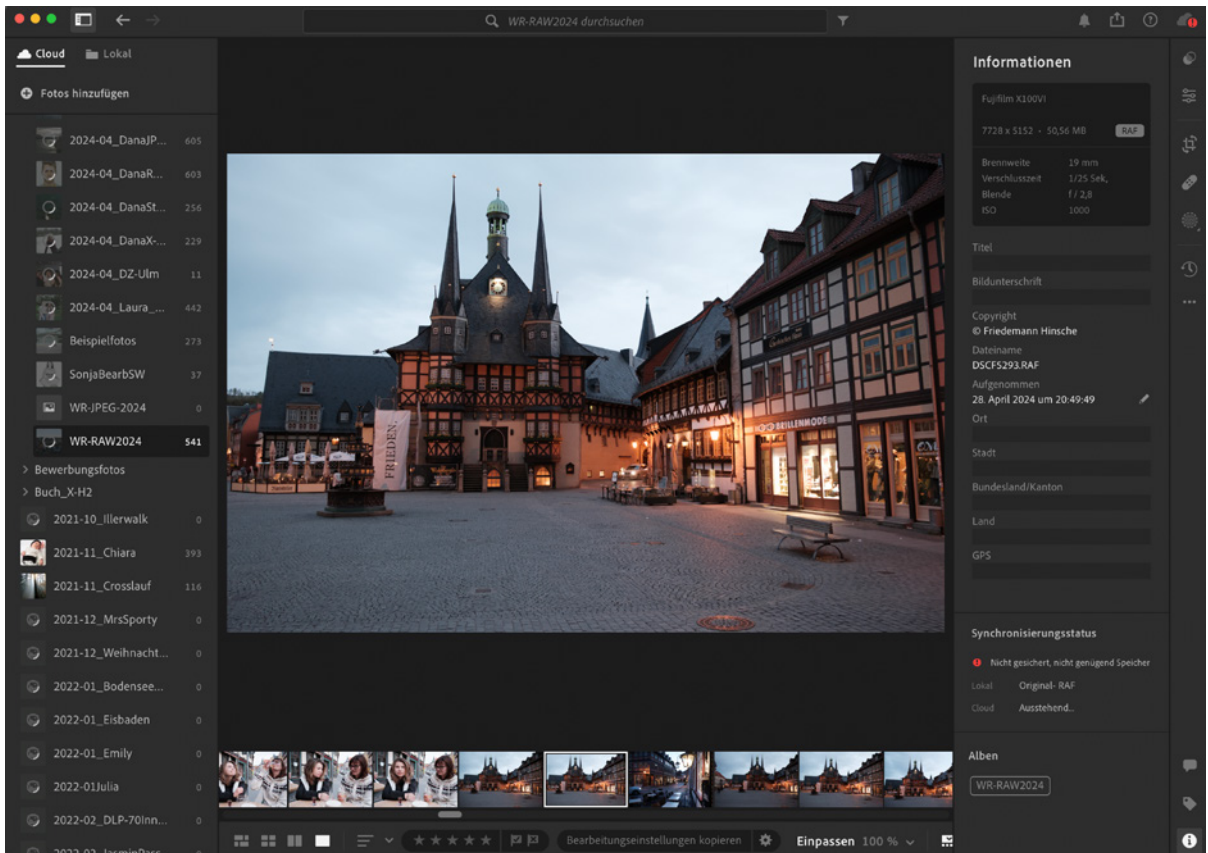 WR-RAW2024 durchsuchen
Cloud
Lokal
Fotos hinzufügen
2024-04_DanaJP... 605
2024-04_DanaR... 603
2024-04_DanaSt... 256
2024-04_DanaX-... 229
2024-04_DZ-Ulm 11
2024-04_Laura_... 442
Beispielfotos 273
SonjaBearbSW 37
WR-JPEG-2024 0
WR-RAW2024 541
Bewerbungsfotos
Buch_X-H2
2021-10_Illerwalk 0
2021-11_Chiara 393
2021-11_Crosslauf 116
2021-12_MrsSporty 0
2021-12_Weihnacht... 0
2022-01_Bodensee... 0
2022-01_Eisbaden 0
2022-01_Emily 0
2022-01Julia 0
2022-02_DLP-70Inn... 0
FRIEDEN.
BRILLENMODE
Einpassen 100 %
Bearbeitungseinstellungen kopieren
Informationen
Fujifilm X100VI
7728 x 5152 • 50,56 MB RAF
Brennweite 19 mm
Verschlusszeit 1/25 Sek,
Blende f / 2,8
ISO 1000
Titel
Bildunterschrift
Copyright
© Friedemann Hinsche
Dateiname
DSCF5293.RAF
Aufgenommen
28. April 2024 um 20:49:49
Ort
Stadt
Bundesland/Kanton
Land
GPS
Synchronisierungsstatus
Nicht gesichert, nicht genügend Speicher
Lokal Original- RAF
Cloud Ausstehend...
Alben
WR-RAW2024